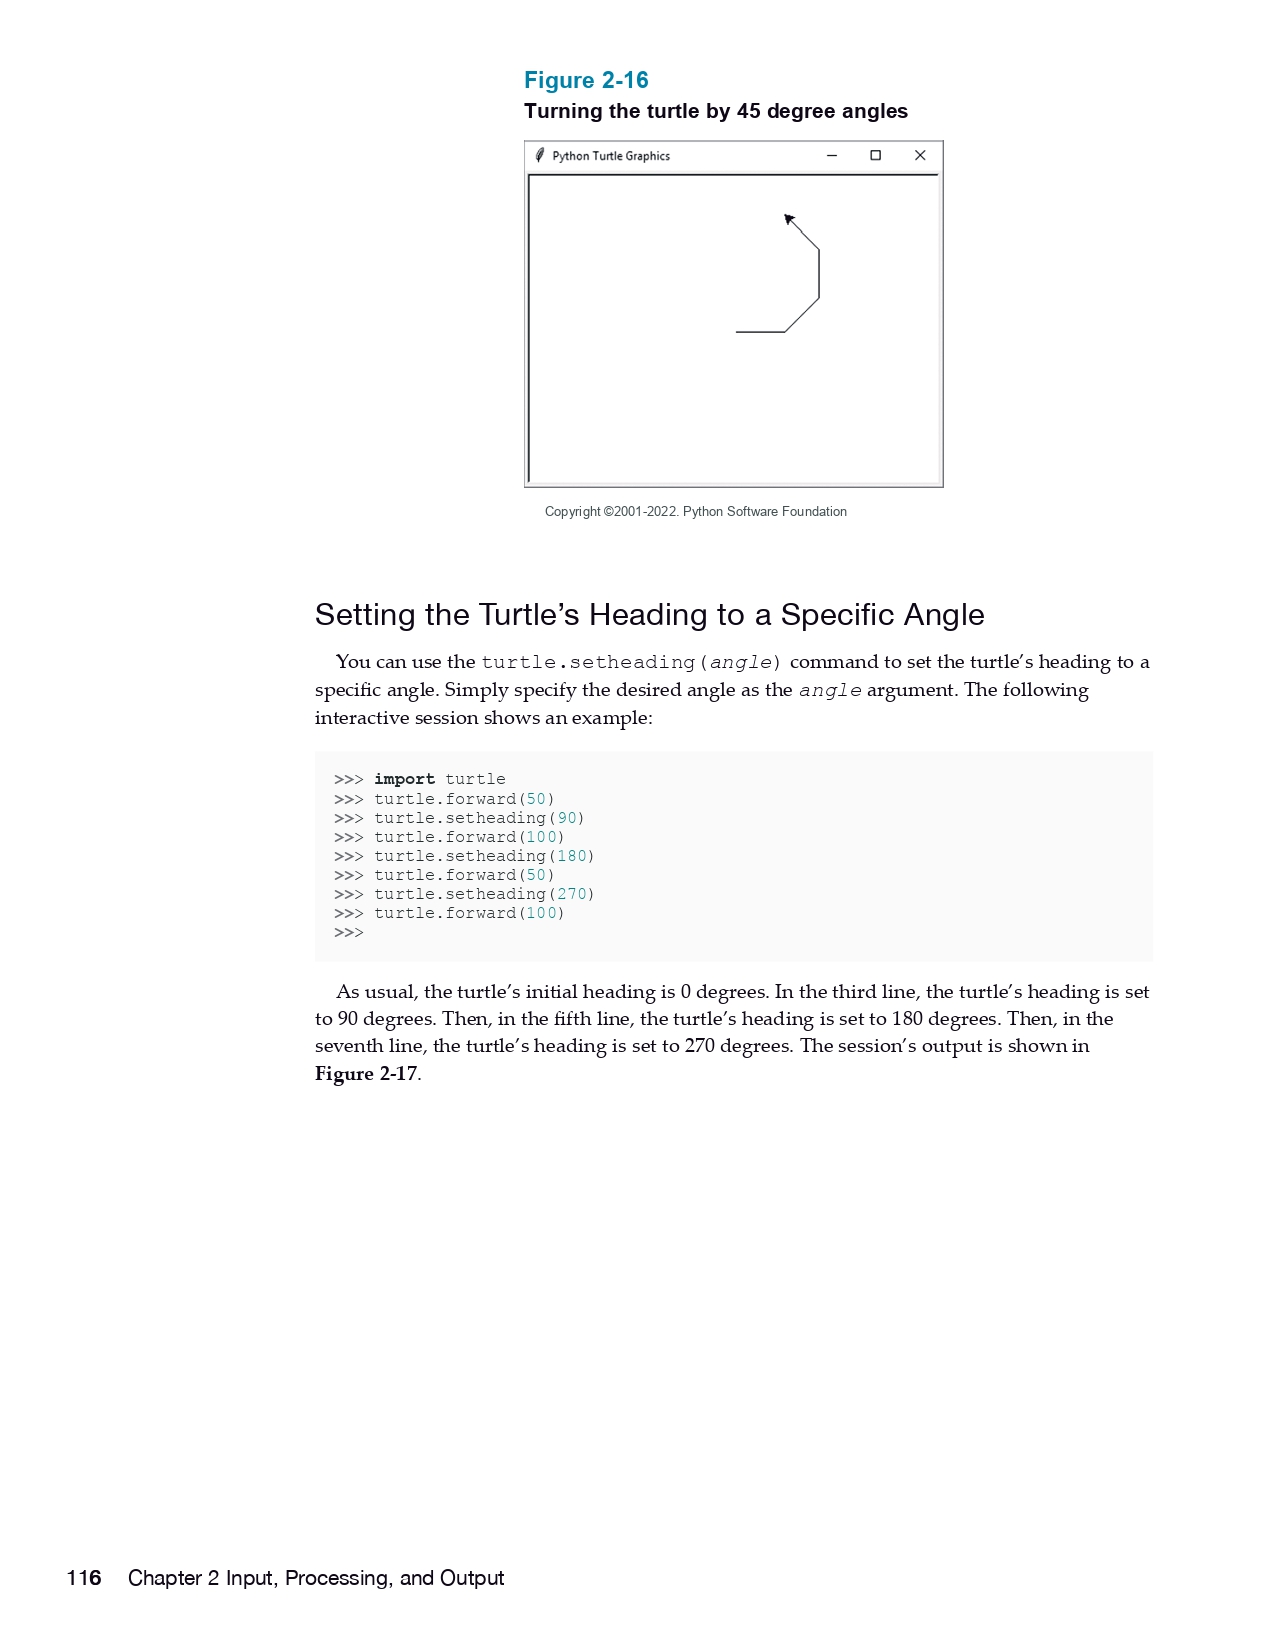 Figure 2-16
Turning the turtle by 45 degree angles
Python Turtle Graphics
Copyright ©2001-2022. Python Software Foundation
Setting the Turtle’s Heading to a Specific Angle
You can use the turtle.setheading(angle) command to set the turtle’s heading to a
specific angle. Simply specify the desired angle as the angle argument. The following
interactive session shows an example:
>>> import turtle
>>> turtle.forward(50)
>>> turtle.setheading(90)
>>> turtle.forward(100)
>>> turtle.setheading(180)
>>> turtle.forward(50)
>>> turtle.setheading(270)
>>> turtle.forward(100)
>>>
As usual, the turtle’s initial heading is 0 degrees. In the third line, the turtle’s heading is set
to 90 degrees. Then, in the fifth line, the turtle’s heading is set to 180 degrees. Then, in the
seventh line, the turtle’s heading is set to 270 degrees. The session’s output is shown in
Figure 2-17.
116 Chapter 2 Input, Processing, and Output